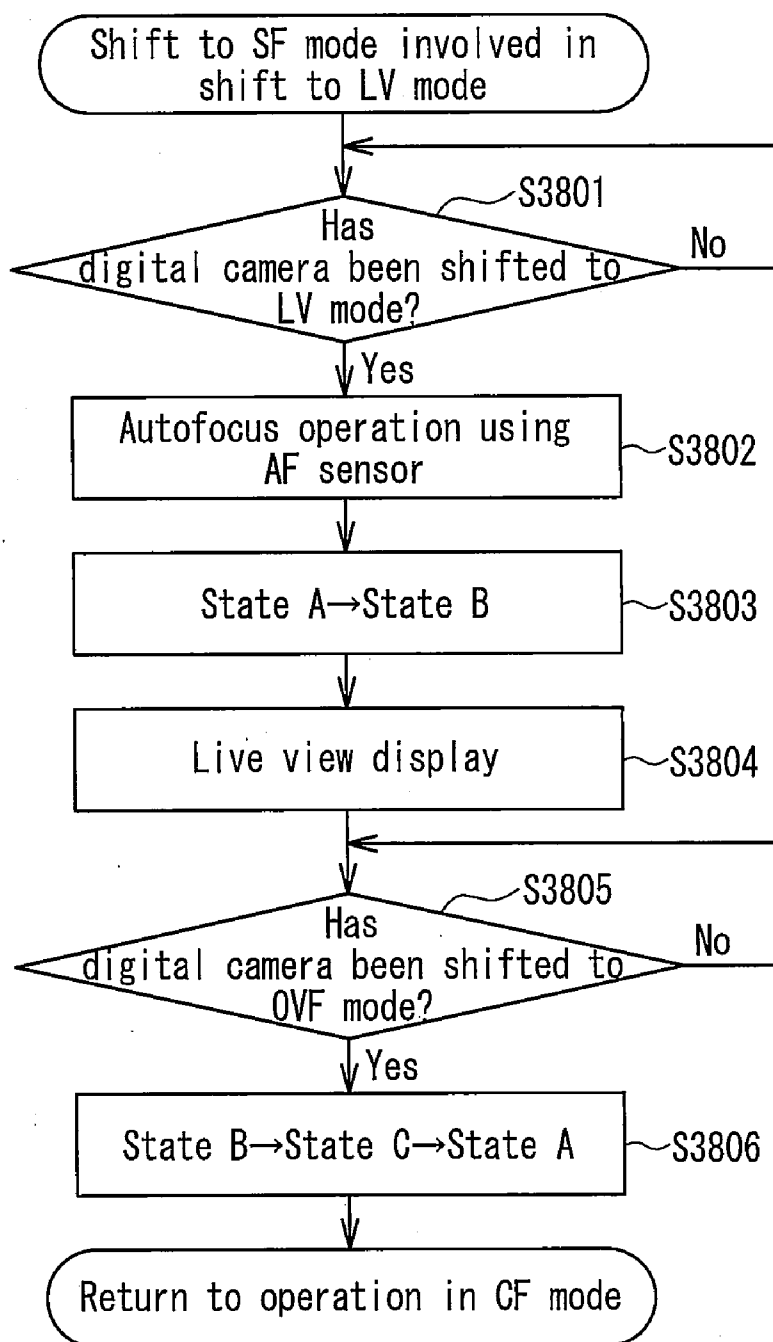 Shift to SF mode involved in
shift to LV mode
S3801
Has
digital camera been shifted to
LV mode?
No
Yes
Autofocus operation using
AF sensor
S3802
State A→State B
S3803
Live view display
S3804
S3805
Has
digital camera been shifted to
OVF mode?
No
Yes
State B→State C→State A
S3806
Return to operation in CF mode